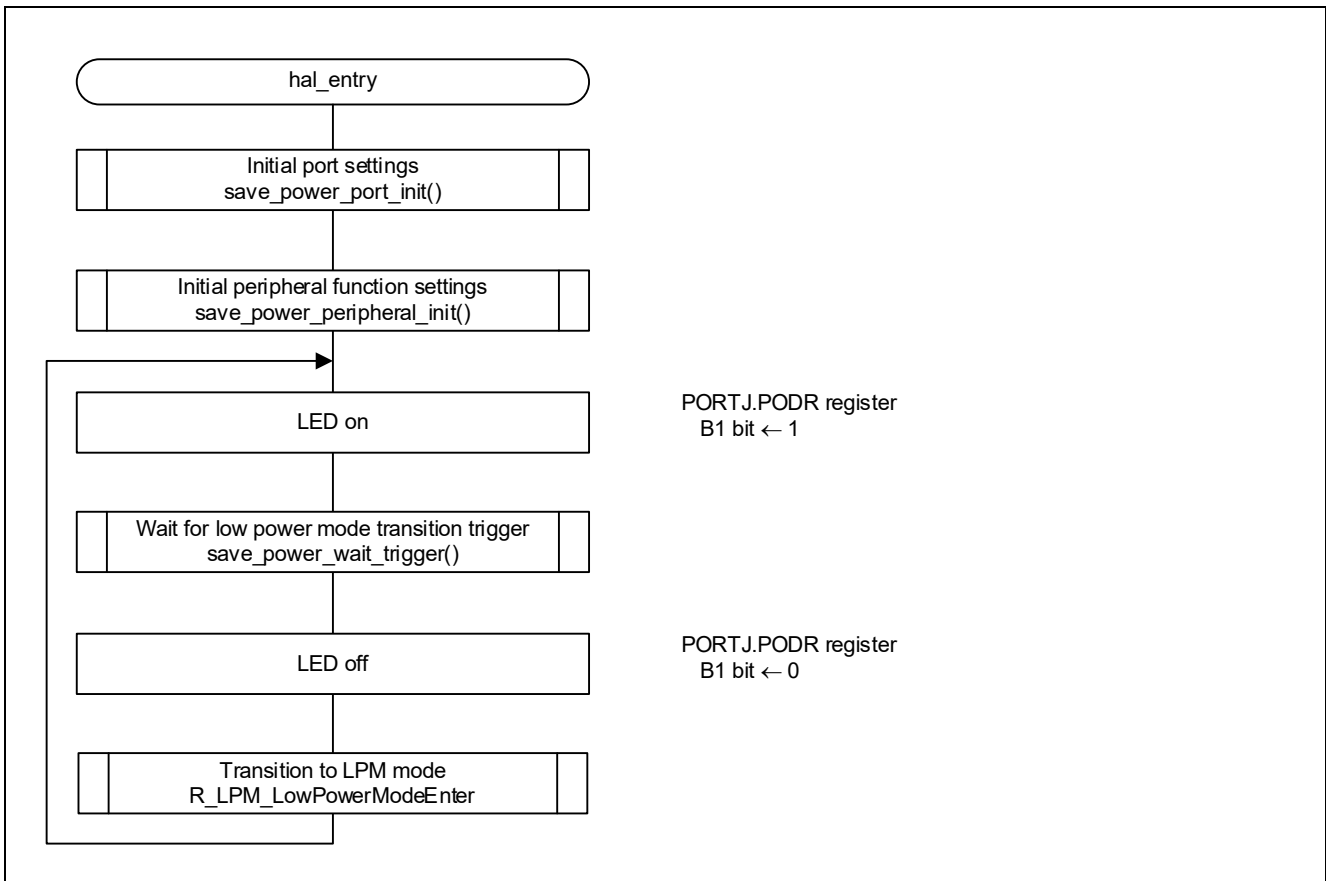 hal_entry
Initial port settings
save_power_port_init()
Initial peripheral function settings
save_power_peripheral_init()
LED on
PORTJ.PODR register
B1 bit ← 1
Wait for low power mode transition trigger
save_power_wait_trigger()
LED off
PORTJ.PODR register
B1 bit ← 0
Transition to LPM mode
R_LPM_LowPowerModeEnter